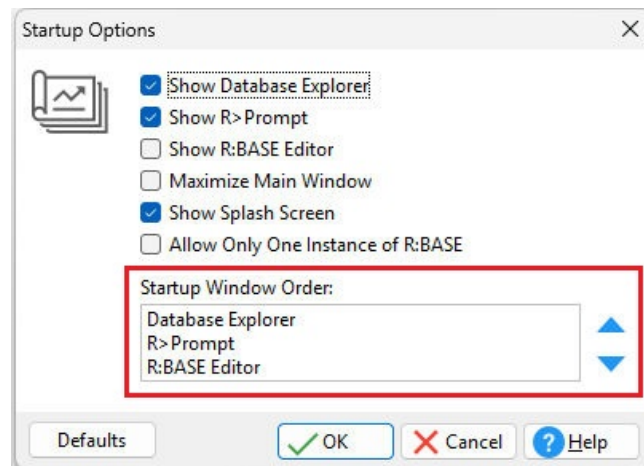 Startup Options
Show Database Explorer
Show R>Prompt
Show R:BASE Editor
Maximize Main Window
Show Splash Screen
Allow Only One Instance of R:BASE
Startup Window Order:
Database Explorer
R>Prompt
R:BASE Editor
Defaults OK Cancel ? Help